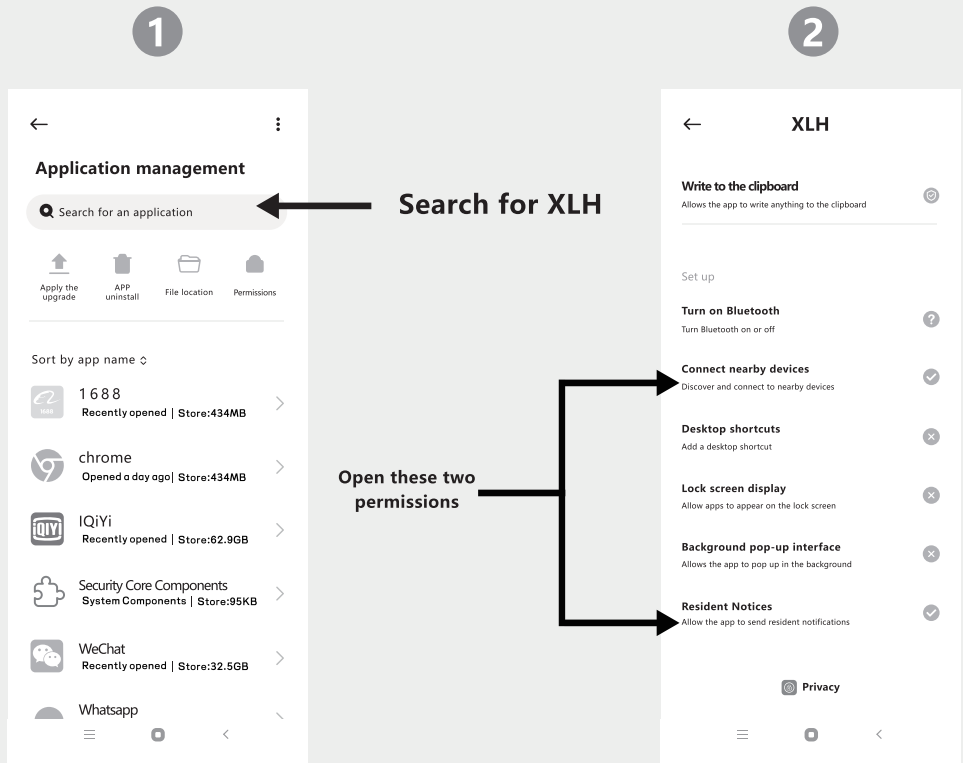 1
2
Application management
Search for an application
Search for XLH
Apply the
upgrade
APP
uninstall
File location
Permissions
Sort by app name
1688
1688
Recently opened | Store:434MB
chrome
Opened a day ago| Store:434MB
iQIYI
IQiYi
Recently opened | Store:62.9GB
Security Core Components
System Components | Store:95KB
WeChat
Recently opened | Store:32.5GB
Whatsapp
Open these two
permissions
XLH
Write to the clipboard
Allows the app to write anything to the clipboard
Set up
Turn on Bluetooth
Turn Bluetooth on or off
?
Connect nearby devices
Discover and connect to nearby devices
Desktop shortcuts
Add a desktop shortcut
Lock screen display
Allow apps to appear on the lock screen
Background pop-up interface
Allows the app to pop up in the background
Resident Notices
Allow the app to send resident notifications
Privacy